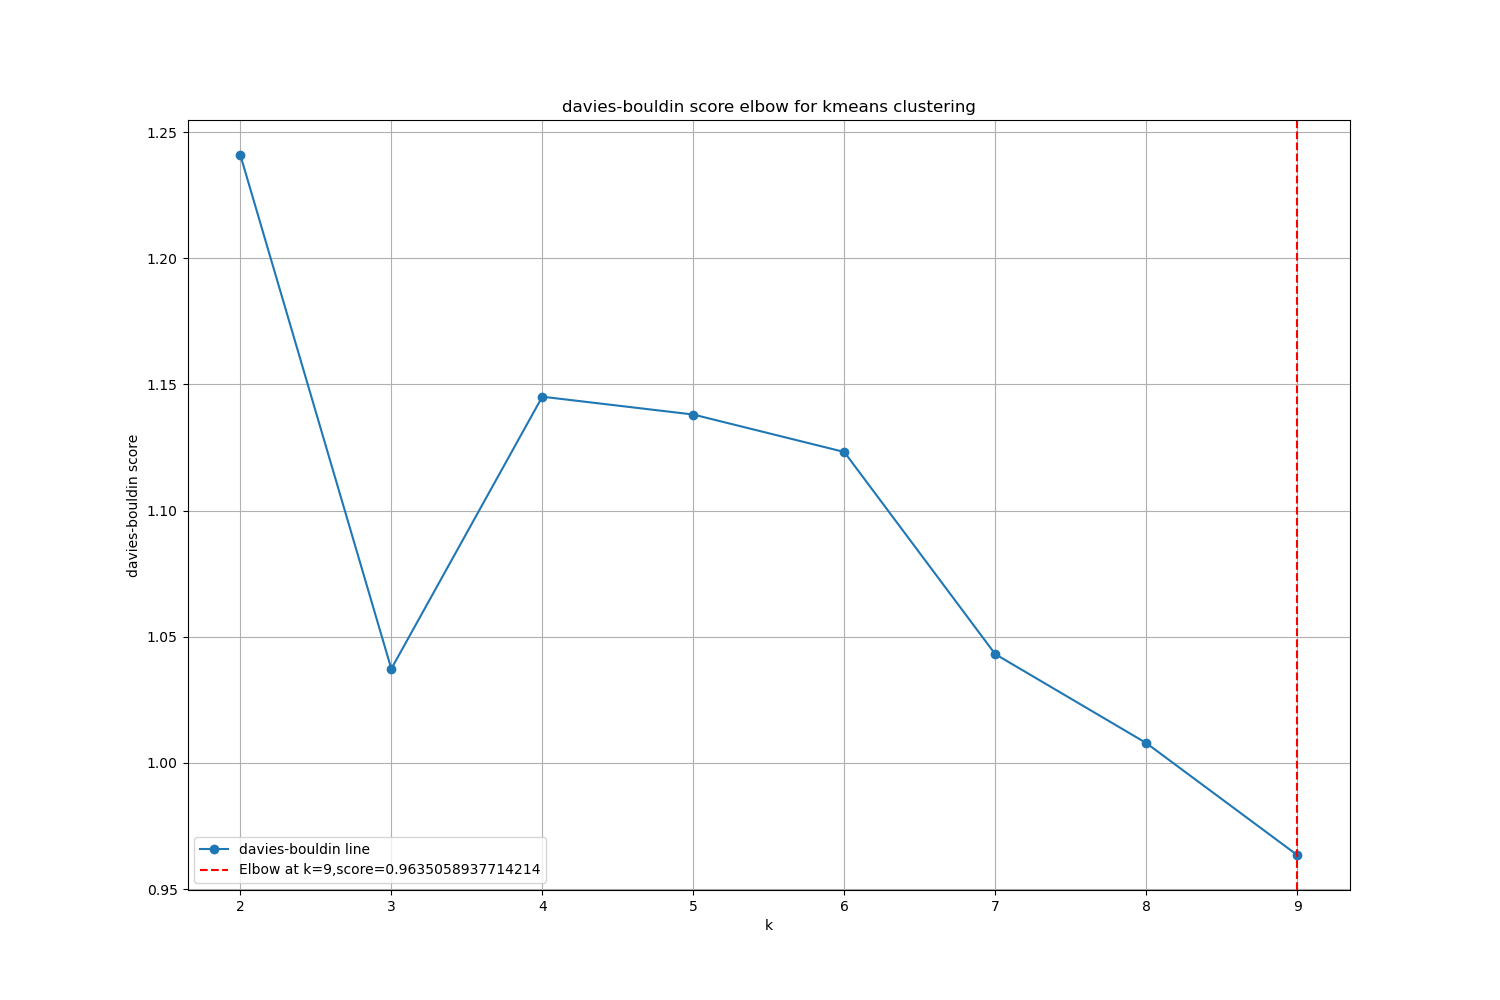 davies-bouldin score elbow for kmeans clustering
1.25
1.20
1.15
1.10
1.05
1.00
0.95
davies-bouldin score
davies-bouldin line
Elbow at k=9,score=0.9635058937714214
2 3 4 5 6 7 8 9
k